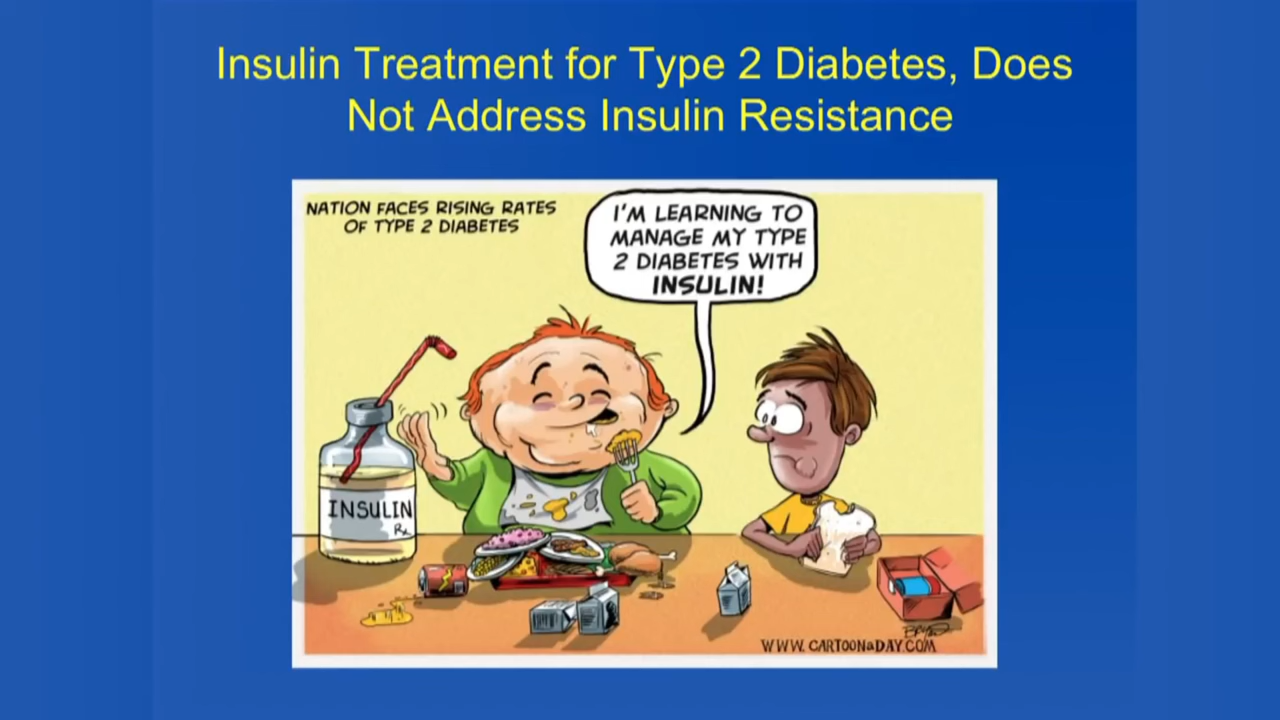 Insulin Treatment for Type 2 Diabetes, Does
Not Address Insulin Resistance
NATION FACES RISING RATES
OF TYPE 2 DIABETES
I'M LEARNING TO
MANAGE MY TYPE
2 DIABETES WITH
INSULIN!
INSULIN
Rx
WWW.CARTOONaDAY.COM